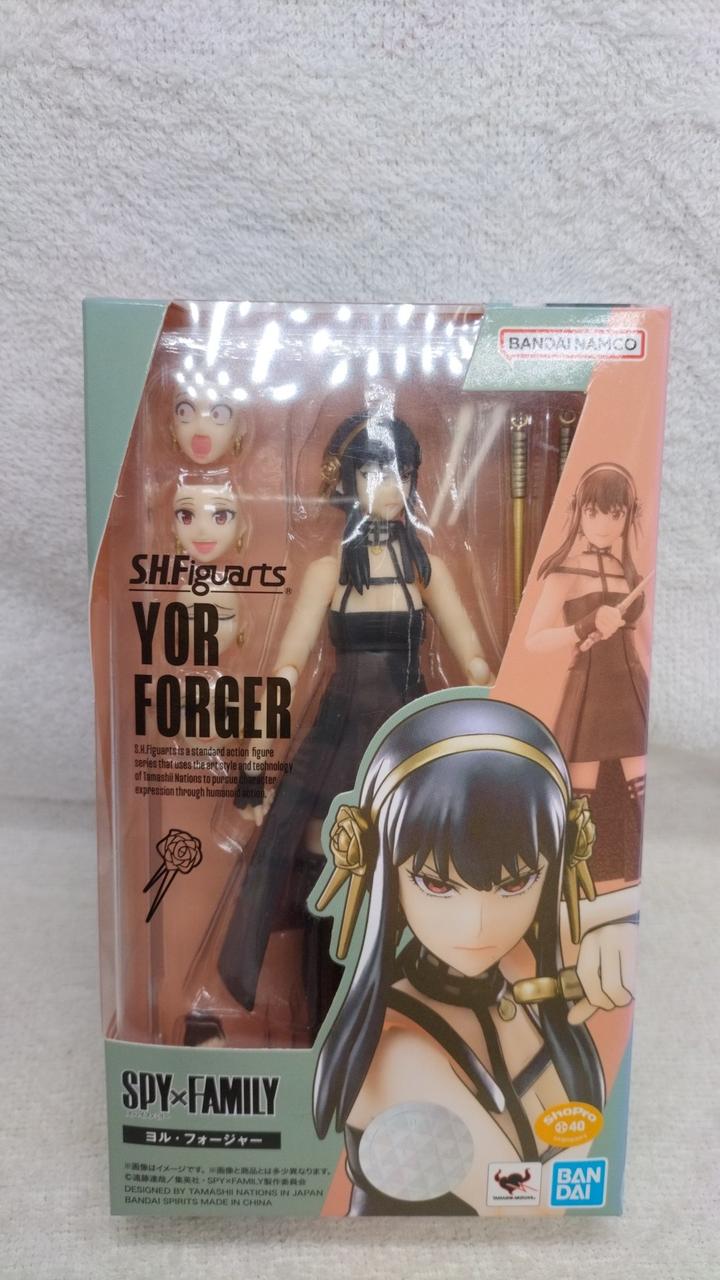 BANDAI NAMCO
S.H.Figuarts®
YOR
FORGER
S.H.Figuarts is a standard action figure
series that uses the art style and technology
of Tamashii Nations to pursue character
expression through humanoid action.
SPY×FAMILY
ヨル・フォージャー
※画像はイメージです。※画像と商品とは多少異なります。
©遠藤達哉／集英社・SPY×FAMILY製作委員会
DESIGNED BY TAMASHII NATIONS IN JAPAN
BANDAI SPIRITS MADE IN CHINA
ShoPro
40
TAMASHII NATIONS
BAN
DAI